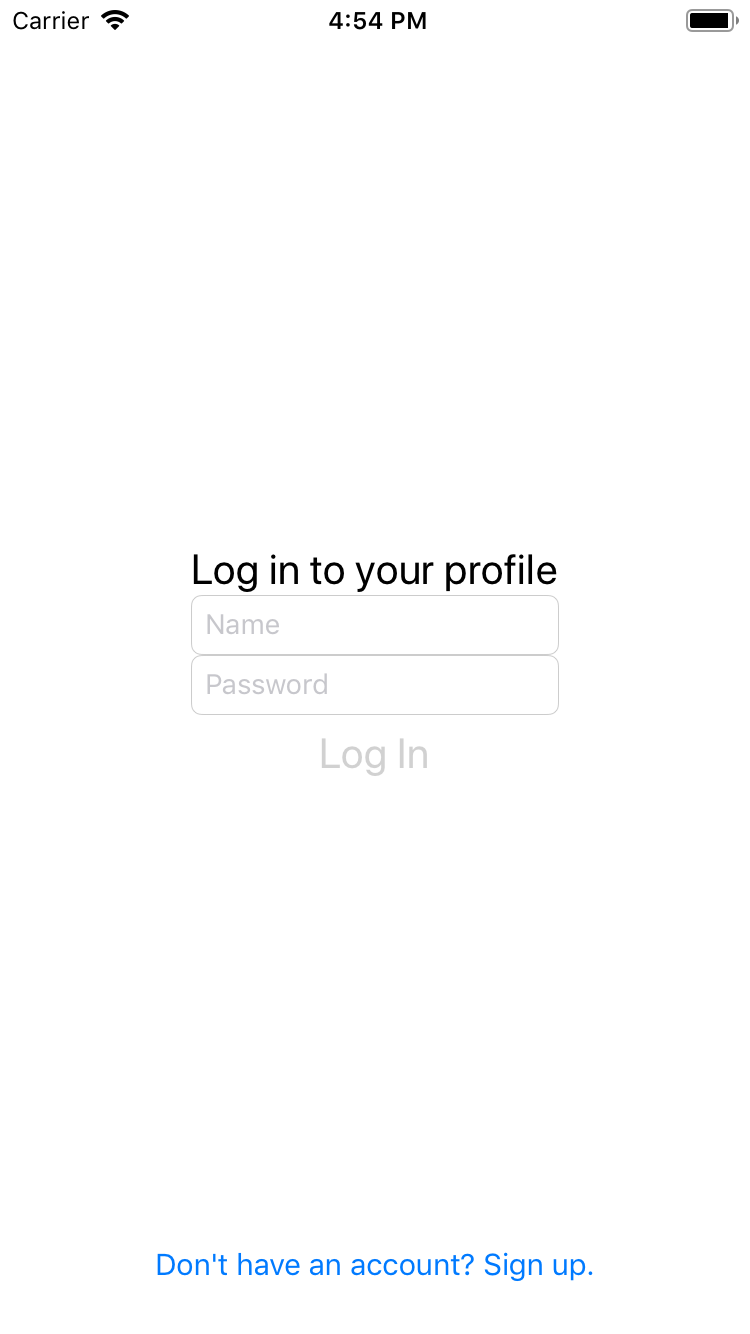 Carrier 4:54 PM
Log in to your profile
Name
Password
Log In
Don't have an account? Sign up.